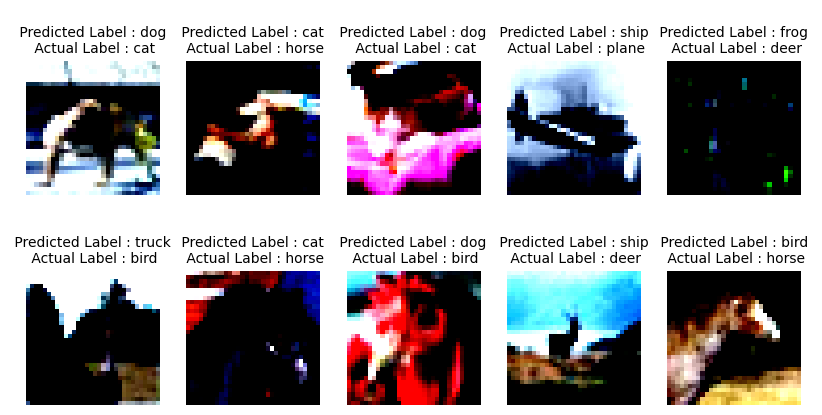 Predicted Label : dog
Actual Label : cat
Predicted Label : cat
Actual Label : horse
Predicted Label : dog
Actual Label : cat
Predicted Label : ship
Actual Label : plane
Predicted Label : frog
Actual Label : deer
Predicted Label : truck
Actual Label : bird
Predicted Label : cat
Actual Label : horse
Predicted Label : dog
Actual Label : bird
Predicted Label : ship
Actual Label : deer
Predicted Label : bird
Actual Label : horse